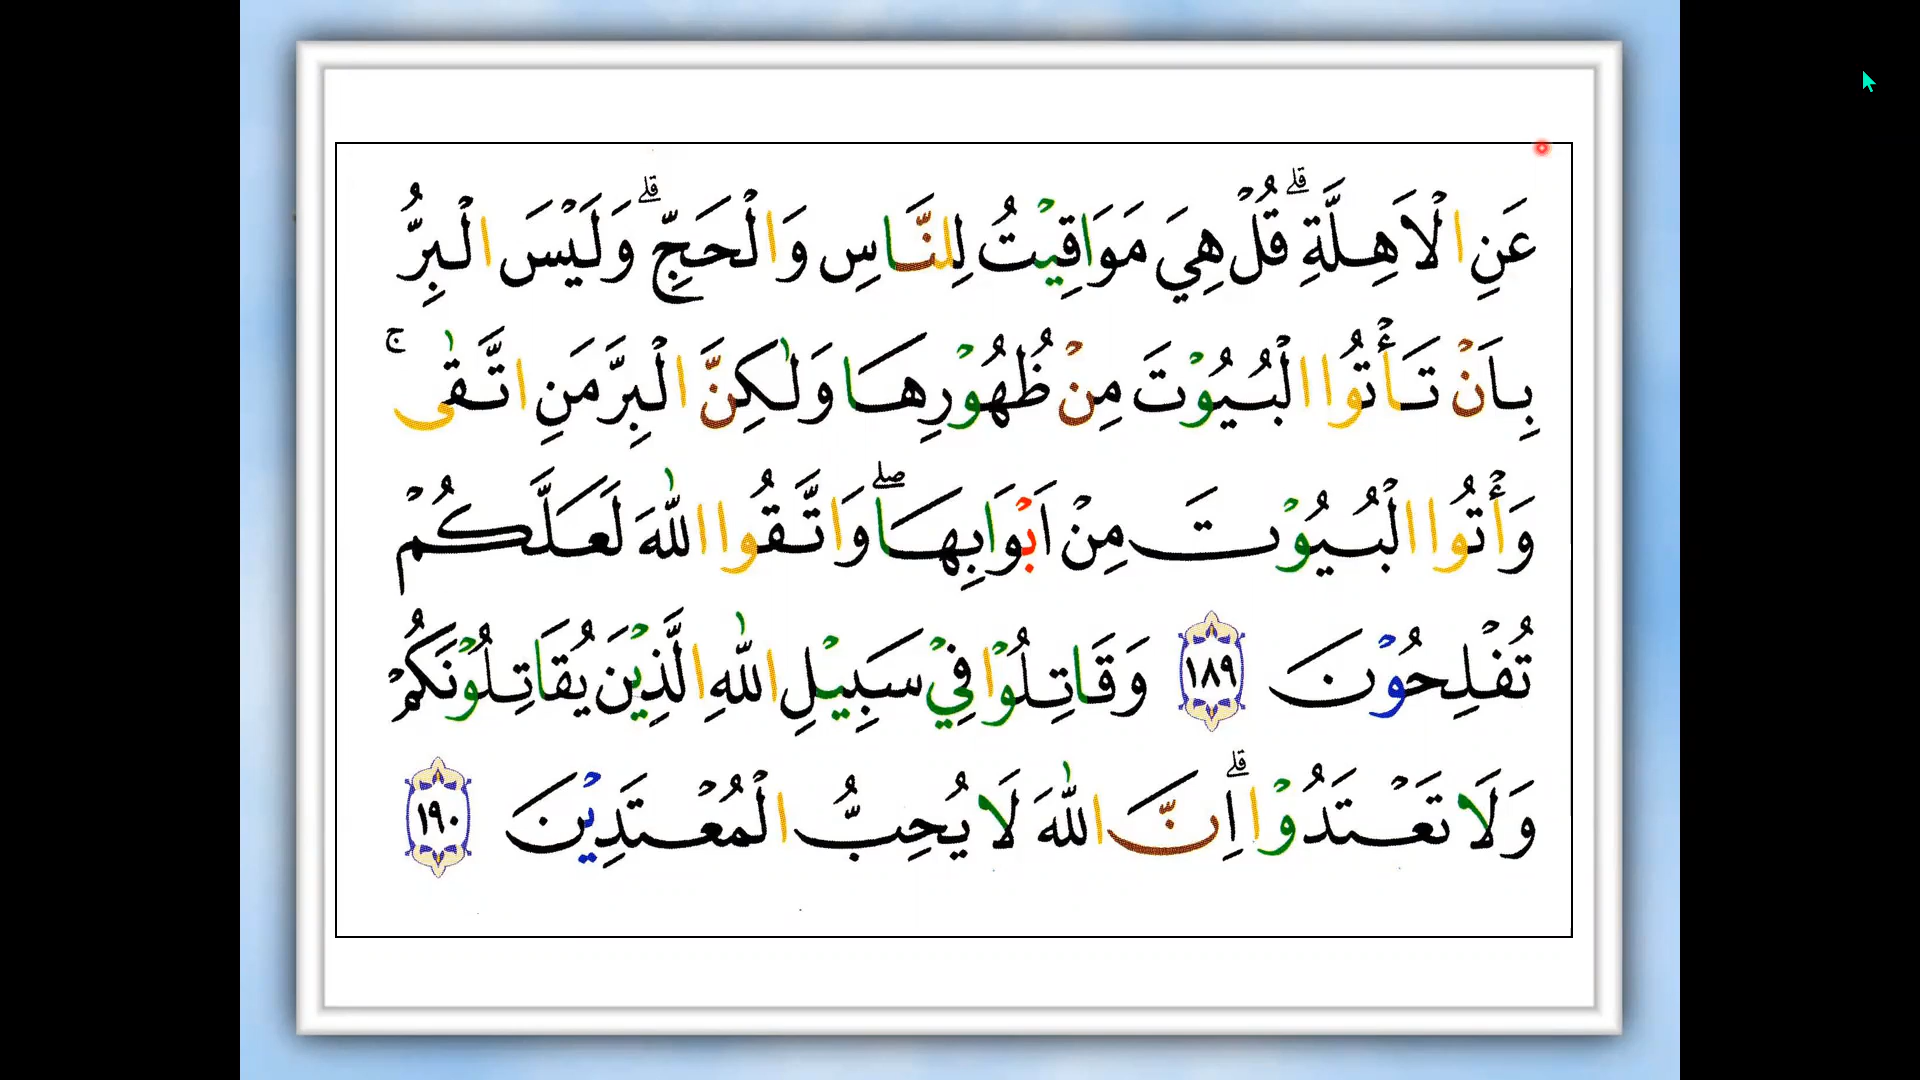 عَنِ الْاَهِلَّةِ ۗ قُلْ هِيَ مَوَاقِيْتُ لِلنَّاسِ وَالْحَجِّ ۗ وَلَيْسَ الْبِرُّ
بِاَنْ تَأْتُوا الْبُيُوْتَ مِنْ ظُهُوْرِهَا وَلٰكِنَّ الْبِرَّ مَنِ اتَّقٰى ۚ
وَأْتُوا الْبُيُوْتَ مِنْ اَبْوَابِهَا ۖ وَاتَّقُوا اللّٰهَ لَعَلَّكُمْ
تُفْلِحُوْنَ ١٨٩ وَقَاتِلُوْا فِيْ سَبِيْلِ اللّٰهِ الَّذِيْنَ يُقَاتِلُوْنَكُمْ
وَلَا تَعْتَدُوْا ۗ اِنَّ اللّٰهَ لَا يُحِبُّ الْمُعْتَدِيْنَ ١٩٠